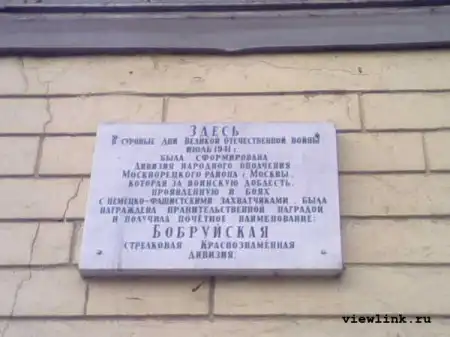 ЗДЕСЬ
В СУРОВЫЕ ДНИ ВЕЛИКОЙ ОТЕЧЕСТВЕННОЙ ВОЙНЫ
ИЮЛЬ 1941 Г.
БЫЛА СФОРМИРОВАНА
ДИВИЗИЯ НАРОДНОГО ОПОЛЧЕНИЯ
МОСКВОРЕЦКОГО РАЙОНА Г. МОСКВЫ,
КОТОРАЯ ЗА ВОИНСКУЮ ДОБЛЕСТЬ,
ПРОЯВЛЕННУЮ В БОЯХ
С НЕМЕЦКО-ФАШИСТСКИМИ ЗАХВАТЧИКАМИ, БЫЛА
НАГРАЖДЕНА ПРАВИТЕЛЬСТВЕННОЙ НАГРАДОЙ
И ПОЛУЧИЛА ПОЧЁТНОЕ НАИМЕНОВАНИЕ:
БОБРУЙСКАЯ
СТРЕЛКОВАЯ КРАСНОЗНАМЕННАЯ
ДИВИЗИЯ.
viewlink.ru